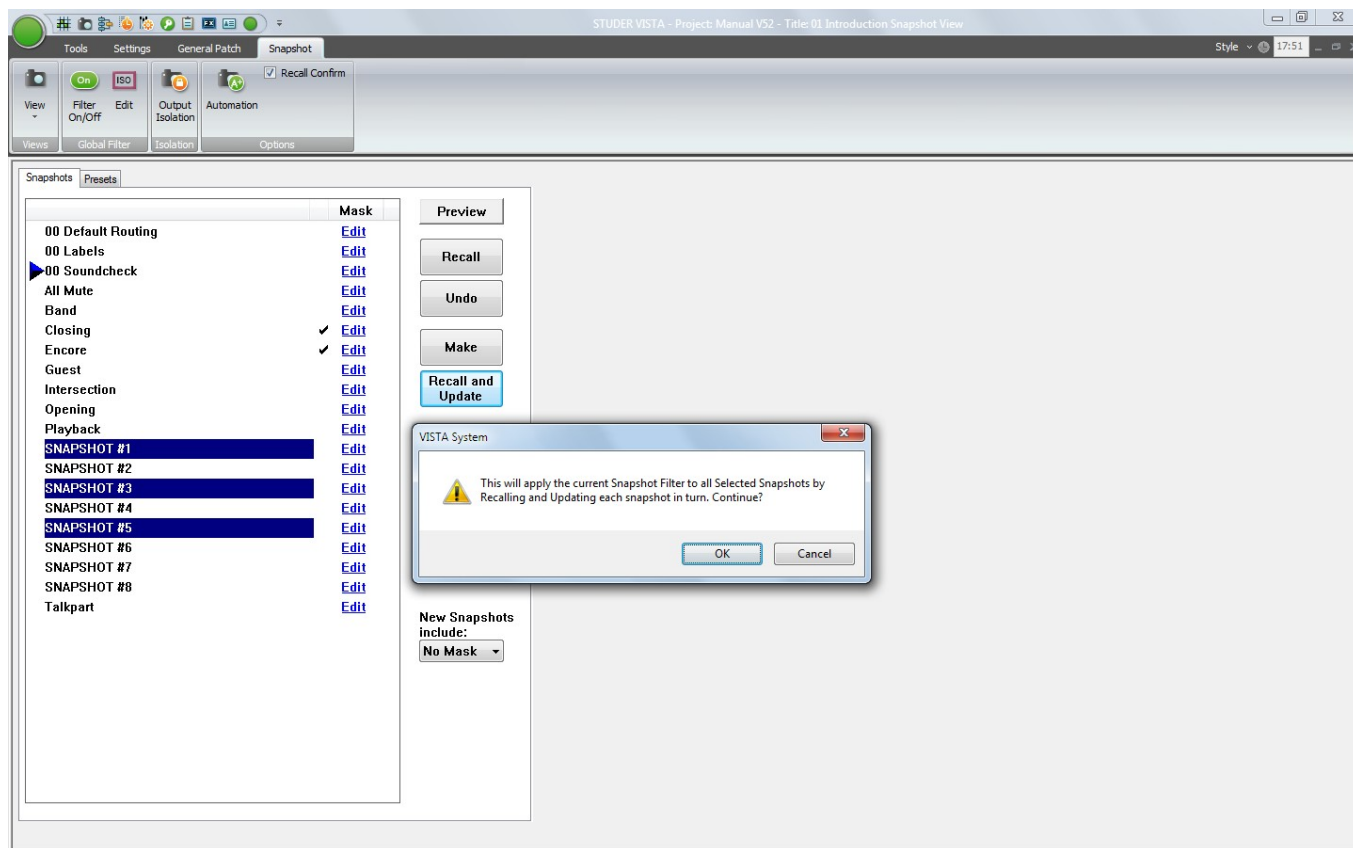 STUDER VISTA - Project: Manual V52 - Title: 01 Introduction Snapshot View
Tools Settings General Patch Snapshot
Style 17:51
On ISO A
Recall Confirm
View Filter On/Off Edit Output Isolation Automation
Views Global Filter Isolation Options
Snapshots Presets
Mask
00 Default Routing Edit
00 Labels Edit
00 Soundcheck Edit
All Mute Edit
Band Edit
Closing ✔ Edit
Encore ✔ Edit
Guest Edit
Intersection Edit
Opening Edit
Playback Edit
SNAPSHOT #1 Edit
SNAPSHOT #2 Edit
SNAPSHOT #3 Edit
SNAPSHOT #4 Edit
SNAPSHOT #5 Edit
SNAPSHOT #6 Edit
SNAPSHOT #7 Edit
SNAPSHOT #8 Edit
Talkpart Edit
Preview
Recall
Undo
Make
Recall and
Update
VISTA System
This will apply the current Snapshot Filter to all Selected Snapshots by
Recalling and Updating each snapshot in turn. Continue?
OK Cancel
New Snapshots
include:
No Mask